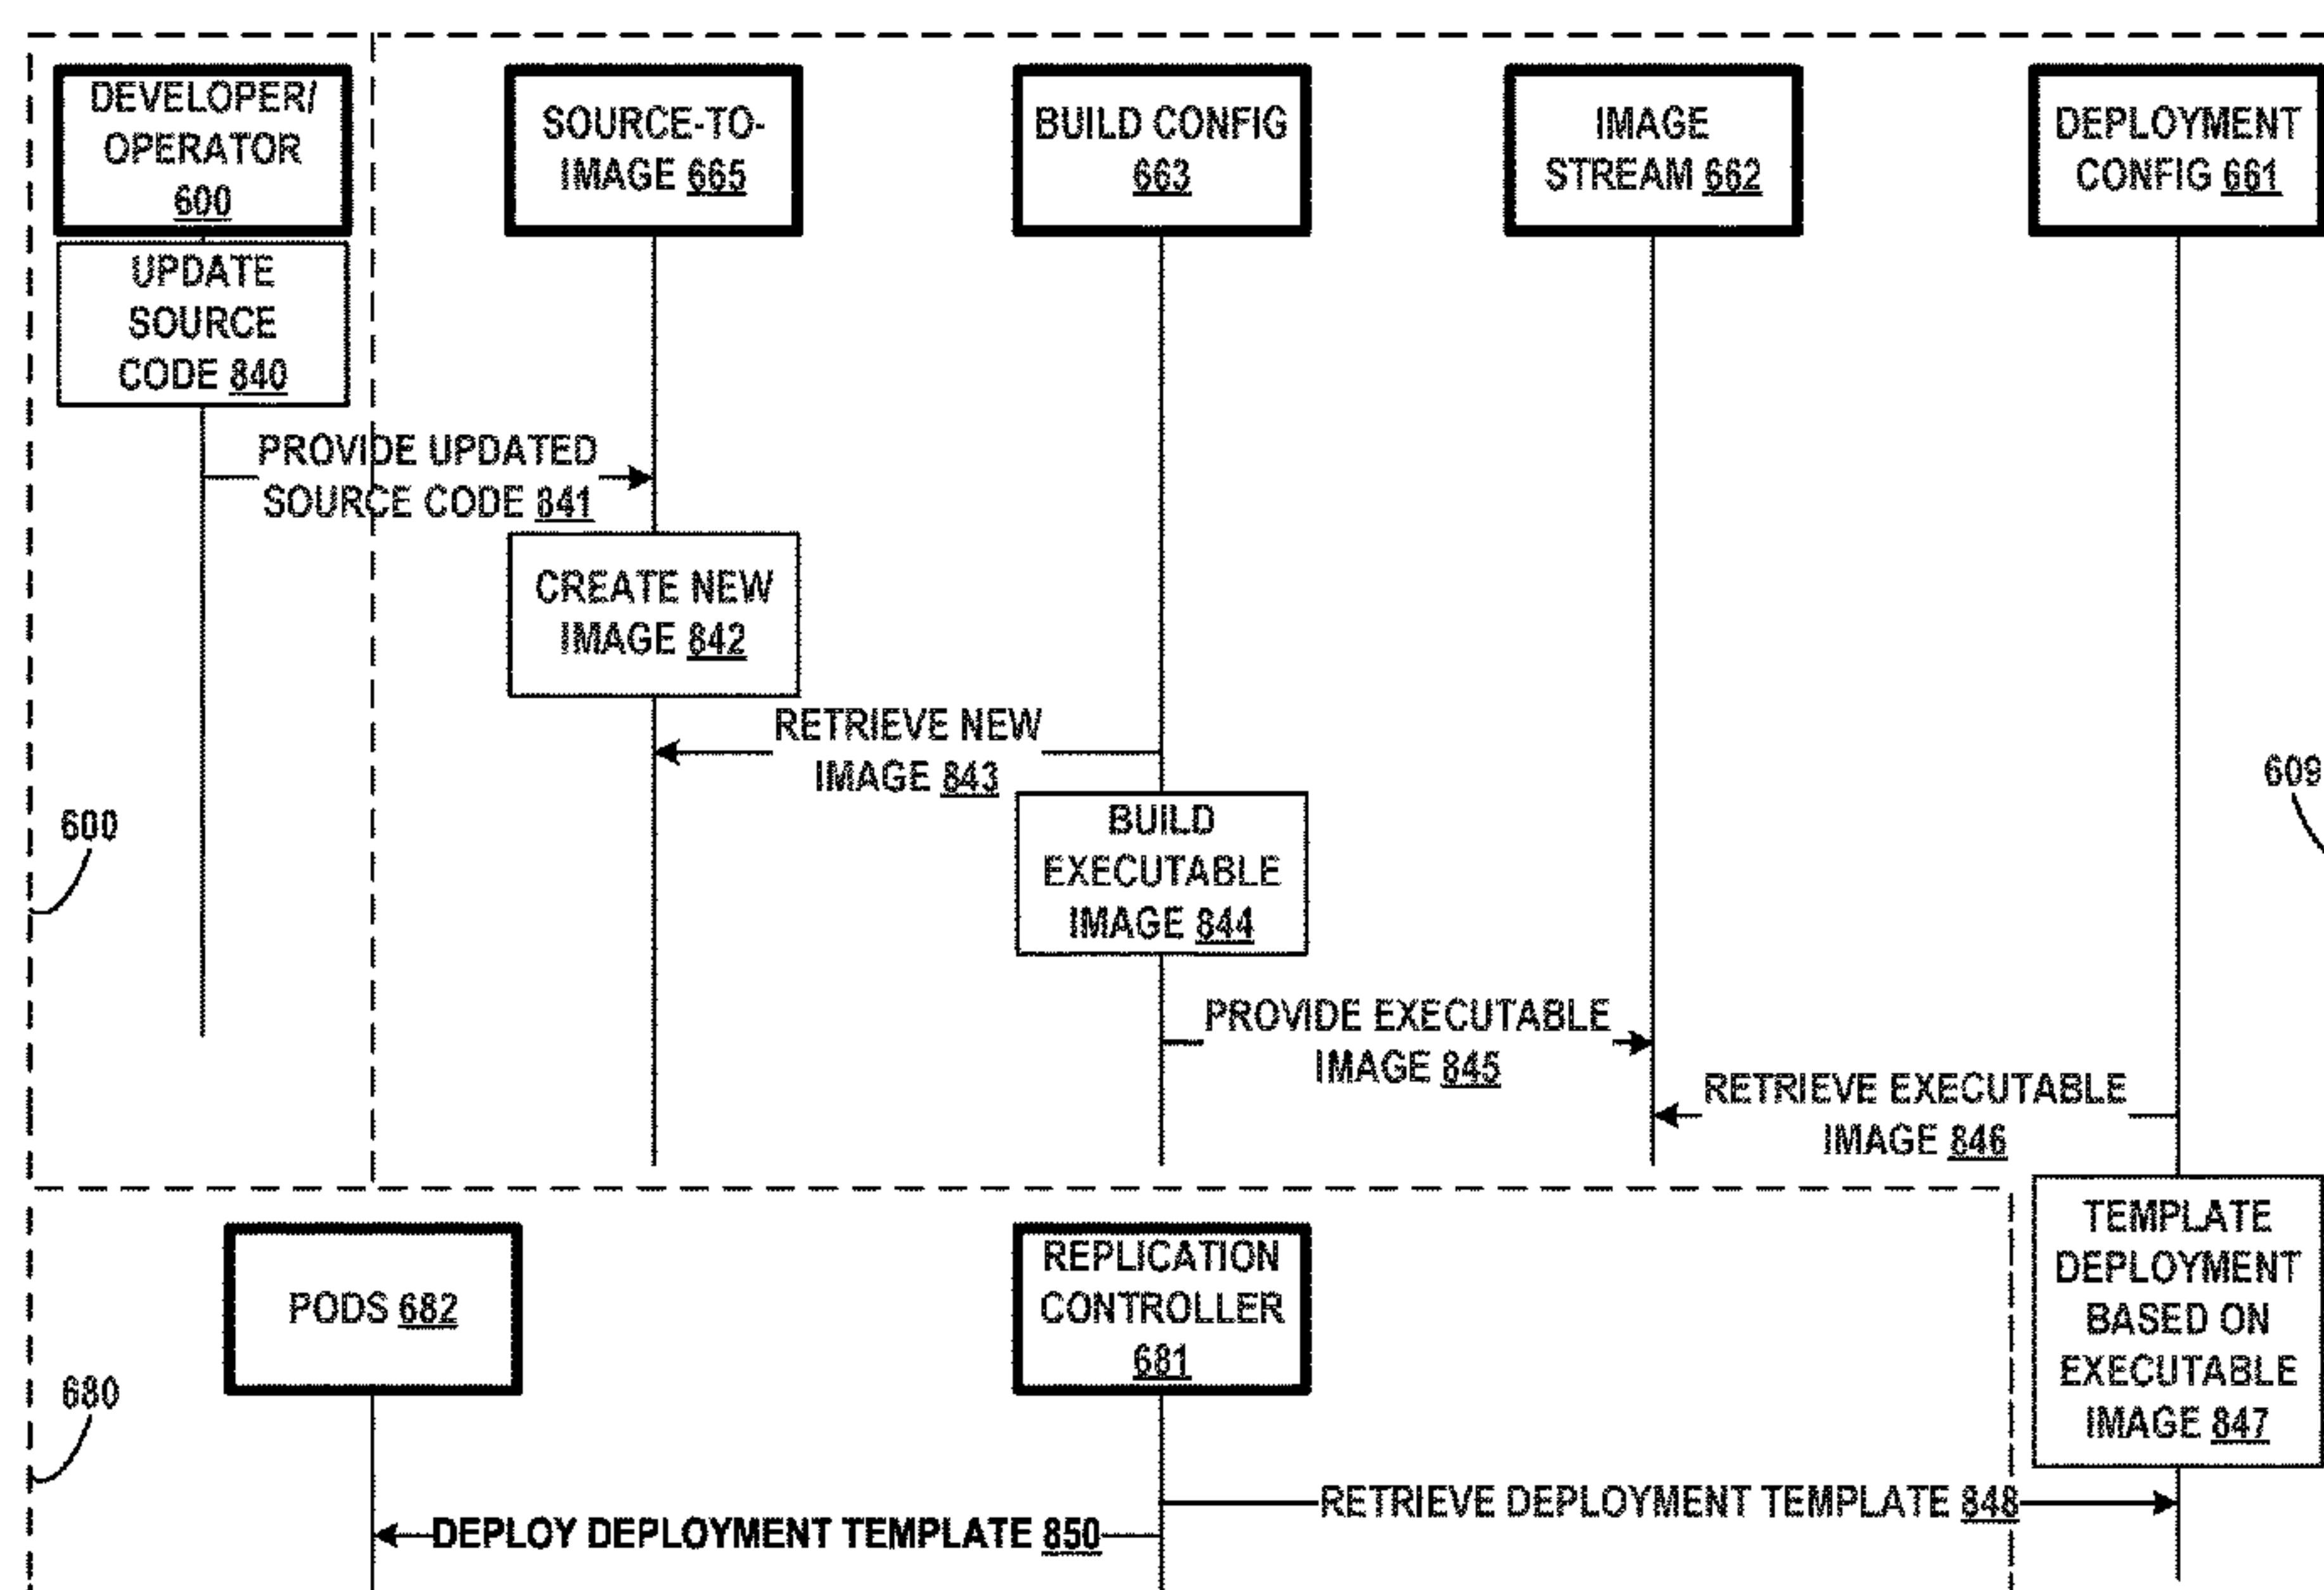 DEVELOPER/
OPERATOR
600
SOURCE-TO-
IMAGE 665
BUILD CONFIG
663
IMAGE
STREAM 662
DEPLOYMENT
CONFIG 661
UPDATE
SOURCE
CODE 840
PROVIDE UPDATED
SOURCE CODE 841
CREATE NEW
IMAGE 842
RETRIEVE NEW
IMAGE 843
609
600
BUILD
EXECUTABLE
IMAGE 844
PROVIDE EXECUTABLE
IMAGE 845
RETRIEVE EXECUTABLE
IMAGE 846
TEMPLATE
DEPLOYMENT
BASED ON
EXECUTABLE
IMAGE 847
PODS 682
REPLICATION
CONTROLLER
681
680
RETRIEVE DEPLOYMENT TEMPLATE 848
DEPLOY DEPLOYMENT TEMPLATE 850